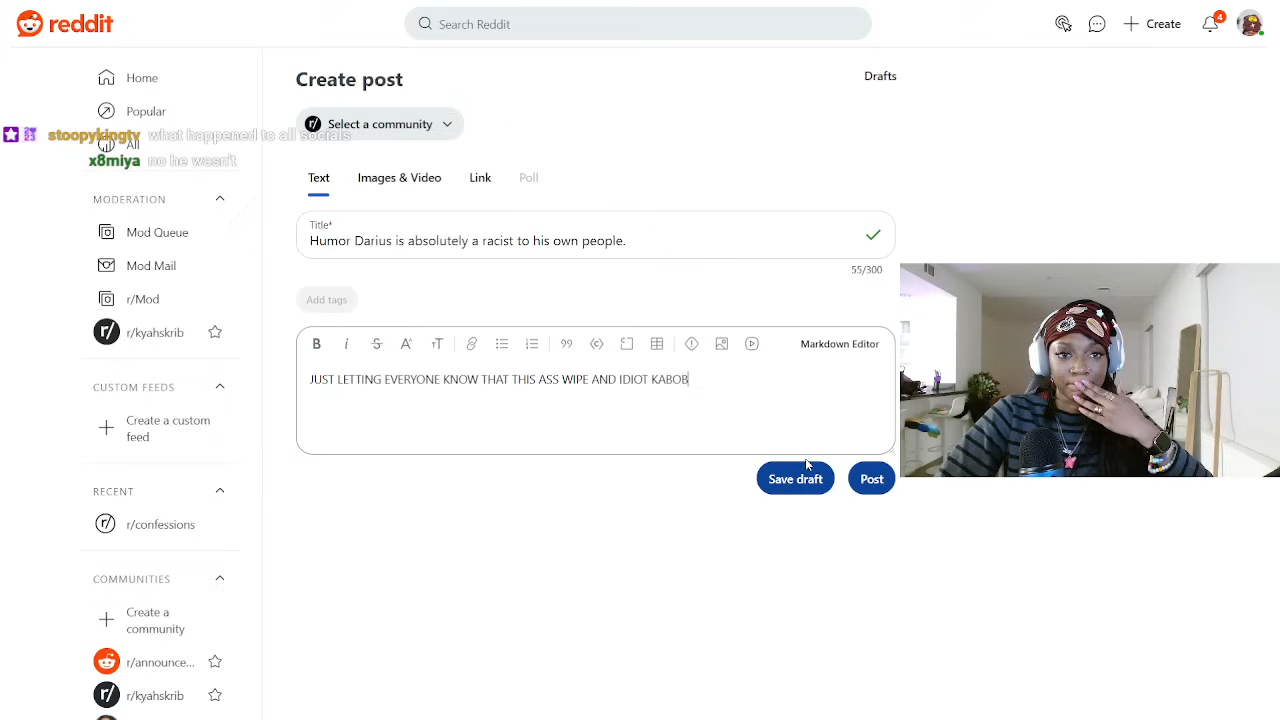 reddit
Search Reddit
Create
4
Home
Popular
All
stoopykingtv what happened to all socials
x8miya no he wasn't
MODERATION
Mod Queue
Mod Mail
r/Mod
r/kyahskrib
CUSTOM FEEDS
Create a custom
feed
RECENT
r/confessions
COMMUNITIES
Create a
community
r/announce...
r/kyahskrib
Create post
Drafts
r/ Select a community
Text
Images & Video
Link
Poll
Title*
Humor Darius is absolutely a racist to his own people.
55/300
Add tags
Markdown Editor
JUST LETTING EVERYONE KNOW THAT THIS ASS WIPE AND IDIOT KABOB
Save draft
Post